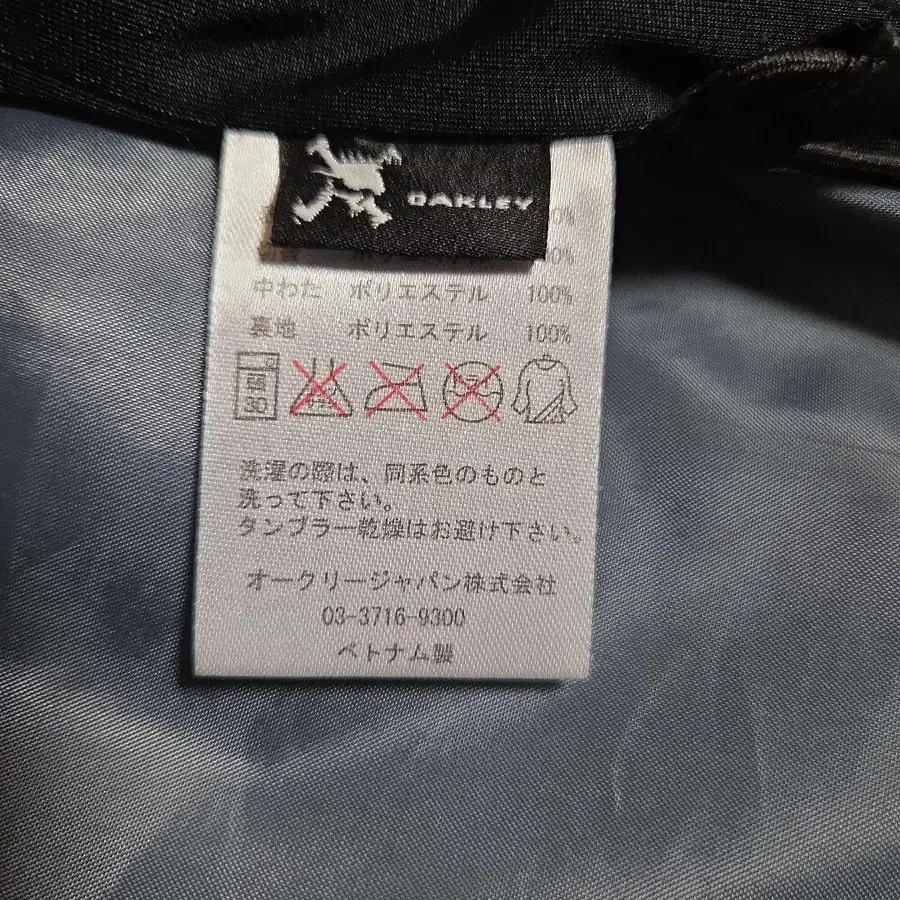 OAKLEY
0%
00%
中わた ポリエステル 100%
裏地 ポリエステル 100%
弱
30
洗濯の際は、同系色のものと
洗って下さい。
タンブラー乾燥はお避け下さい。
オークリージャパン株式会社
03-3716-9300
ベトナム製